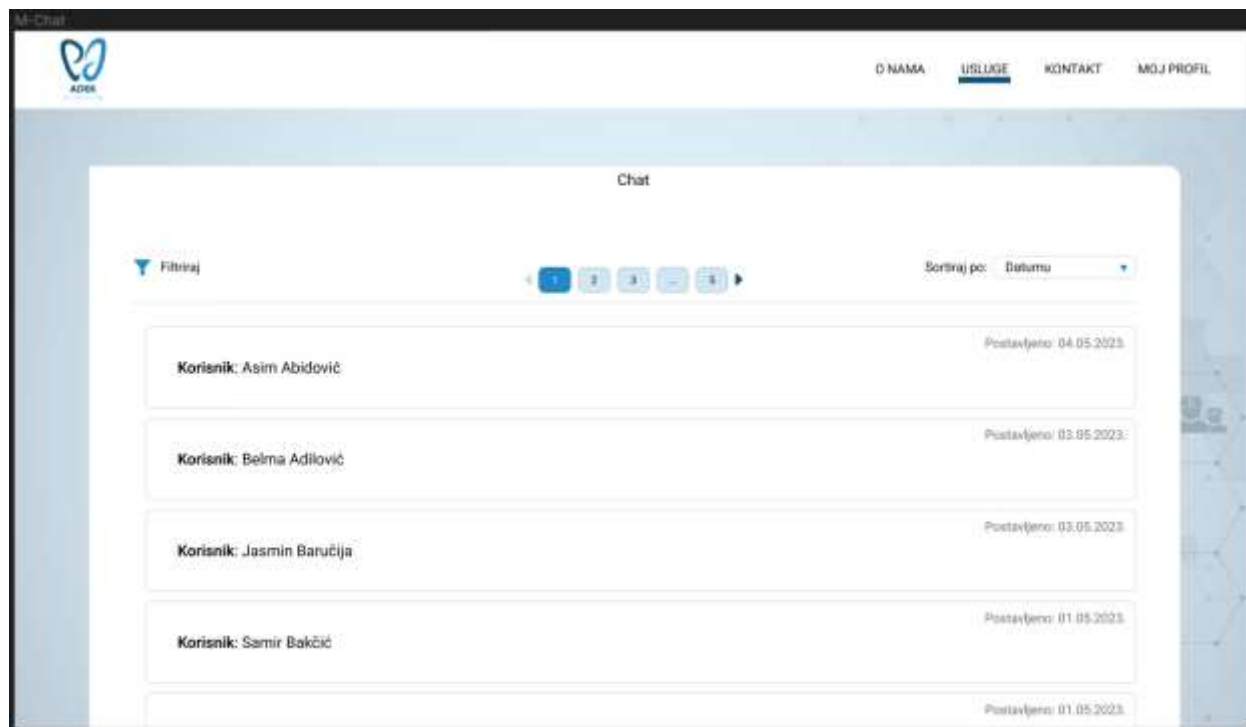 M-Chat
ADEK
O NAMA USLUGE KONTAKT MOJ PROFIL
Chat
Filtriraj
1 2 3 ... 5
Sortiraj po: Datumu
Postavljeno: 04.05.2023.
Korisnik: Asim Abidović
Postavljeno: 03.05.2023.
Korisnik: Belma Adilović
Postavljeno: 03.05.2023.
Korisnik: Jasmin Baručija
Postavljeno: 01.05.2023.
Korisnik: Samir Bakčić
Postavljeno: 01.05.2023.